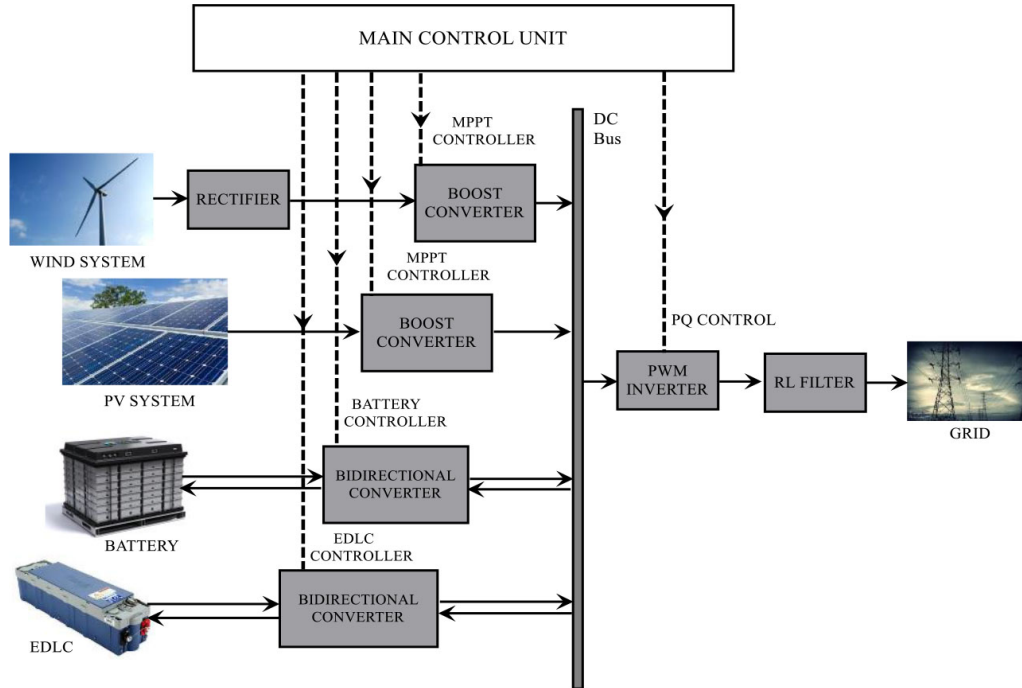 MAIN CONTROL UNIT
MPPT
CONTROLLER
DC
Bus
RECTIFIER
BOOST
CONVERTER
WIND SYSTEM
MPPT
CONTROLLER
BOOST
CONVERTER
PQ CONTROL
PWM
INVERTER
RL FILTER
PV SYSTEM
GRID
BATTERY
CONTROLLER
BIDIRECTIONAL
CONVERTER
BATTERY
EDLC
CONTROLLER
BIDIRECTIONAL
CONVERTER
EDLC